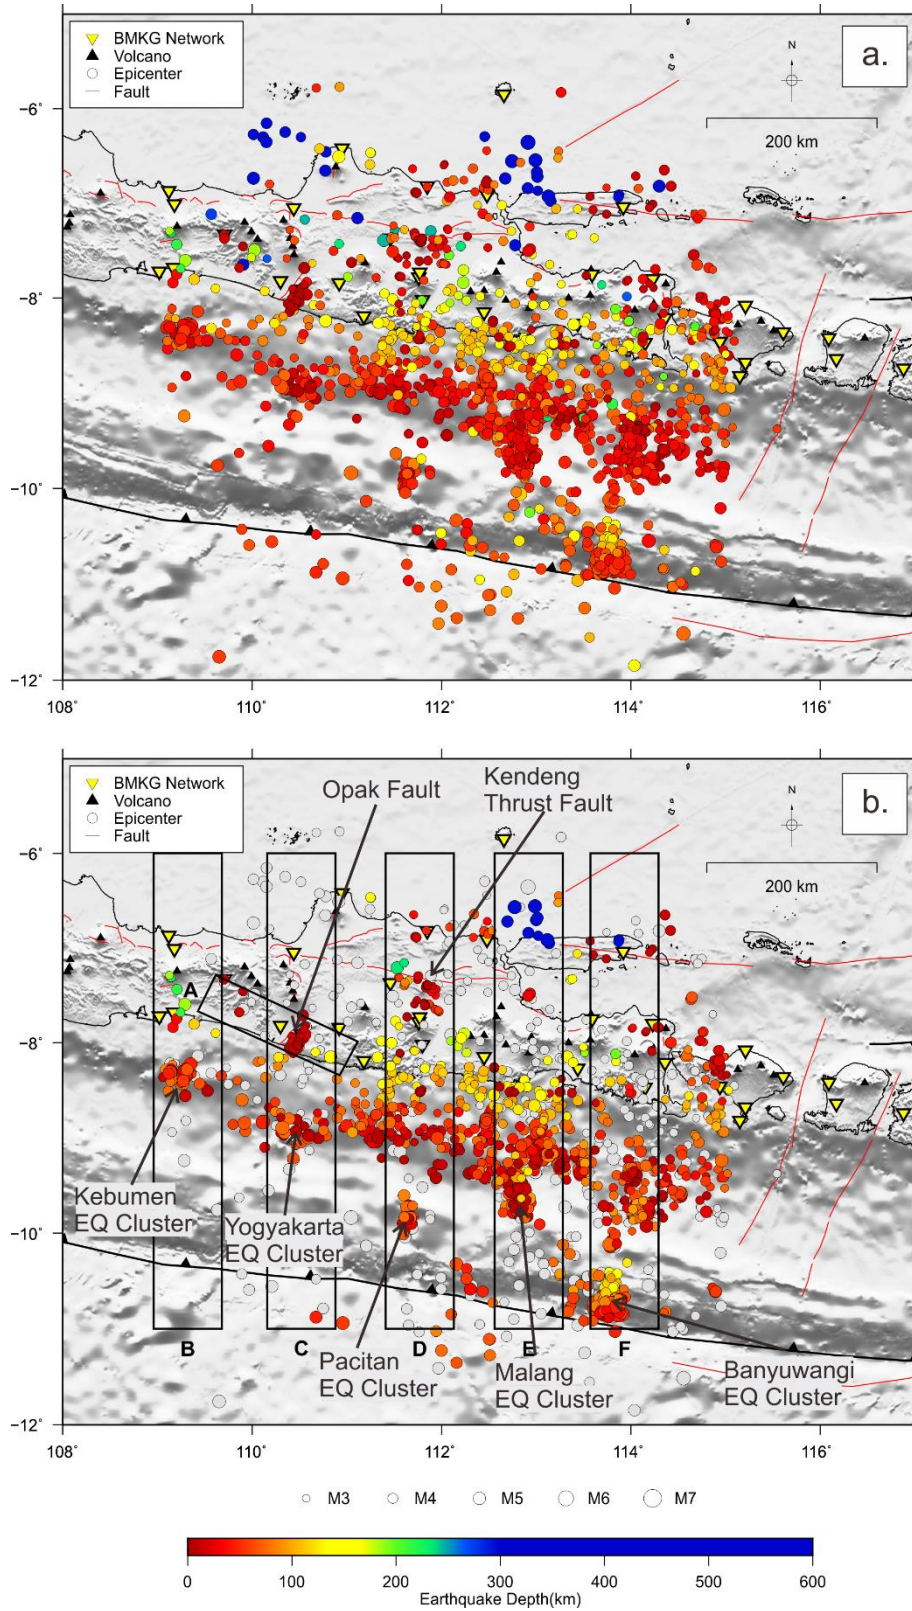 BMKG Network
Volcano
Epicenter
Fault
a.
N
200 km
−6˚
−8˚
−10˚
−12˚
108˚ 110˚ 112˚ 114˚ 116˚
BMKG Network
Volcano
Epicenter
Fault
Opak Fault
Kendeng
Thrust Fault
b.
N
200 km
−6˚
−8˚
−10˚
−12˚
A
Kebumen
EQ Cluster
Yogyakarta
EQ Cluster
B C D E F
Pacitan
EQ Cluster
Malang
EQ Cluster
Banyuwangi
EQ Cluster
108˚ 110˚ 112˚ 114˚ 116˚
M3 M4 M5 M6 M7
0 100 200 300 400 500 600
Earthquake Depth(km)